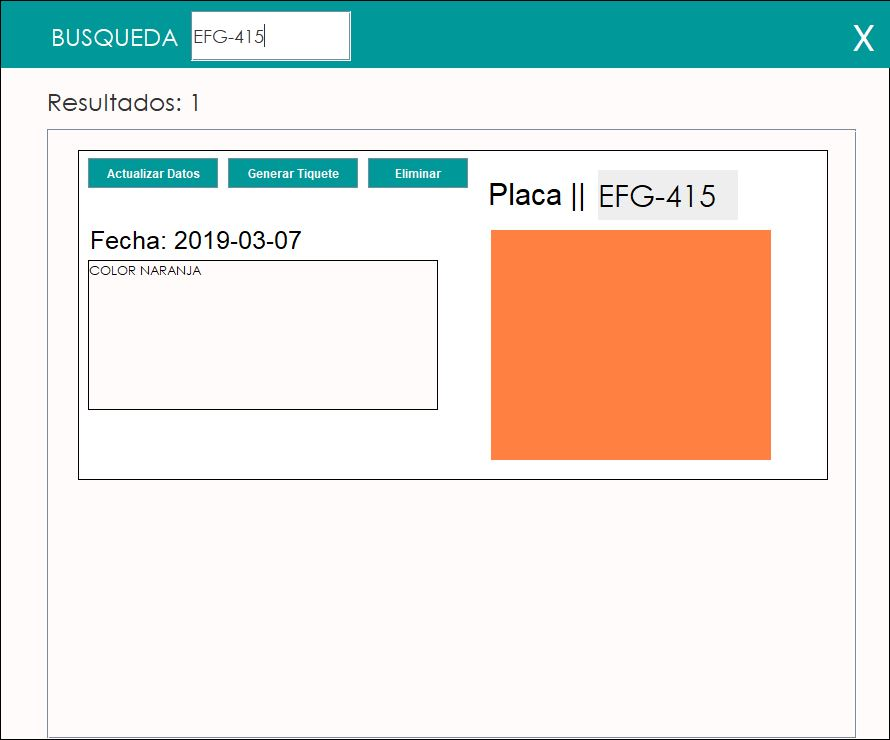 BUSQUEDA EFG-415 X
Resultados: 1
Actualizar Datos Generar Tiquete Eliminar
Placa || EFG-415
Fecha: 2019-03-07
COLOR NARANJA